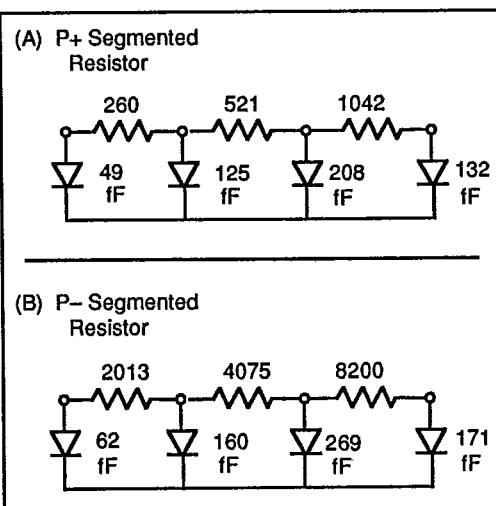 (A) P+ Segmented
Resistor
260 521 1042
49 125 208 132
fF fF fF fF
(B) P– Segmented
Resistor
2013 4075 8200
62 160 269 171
fF fF fF fF